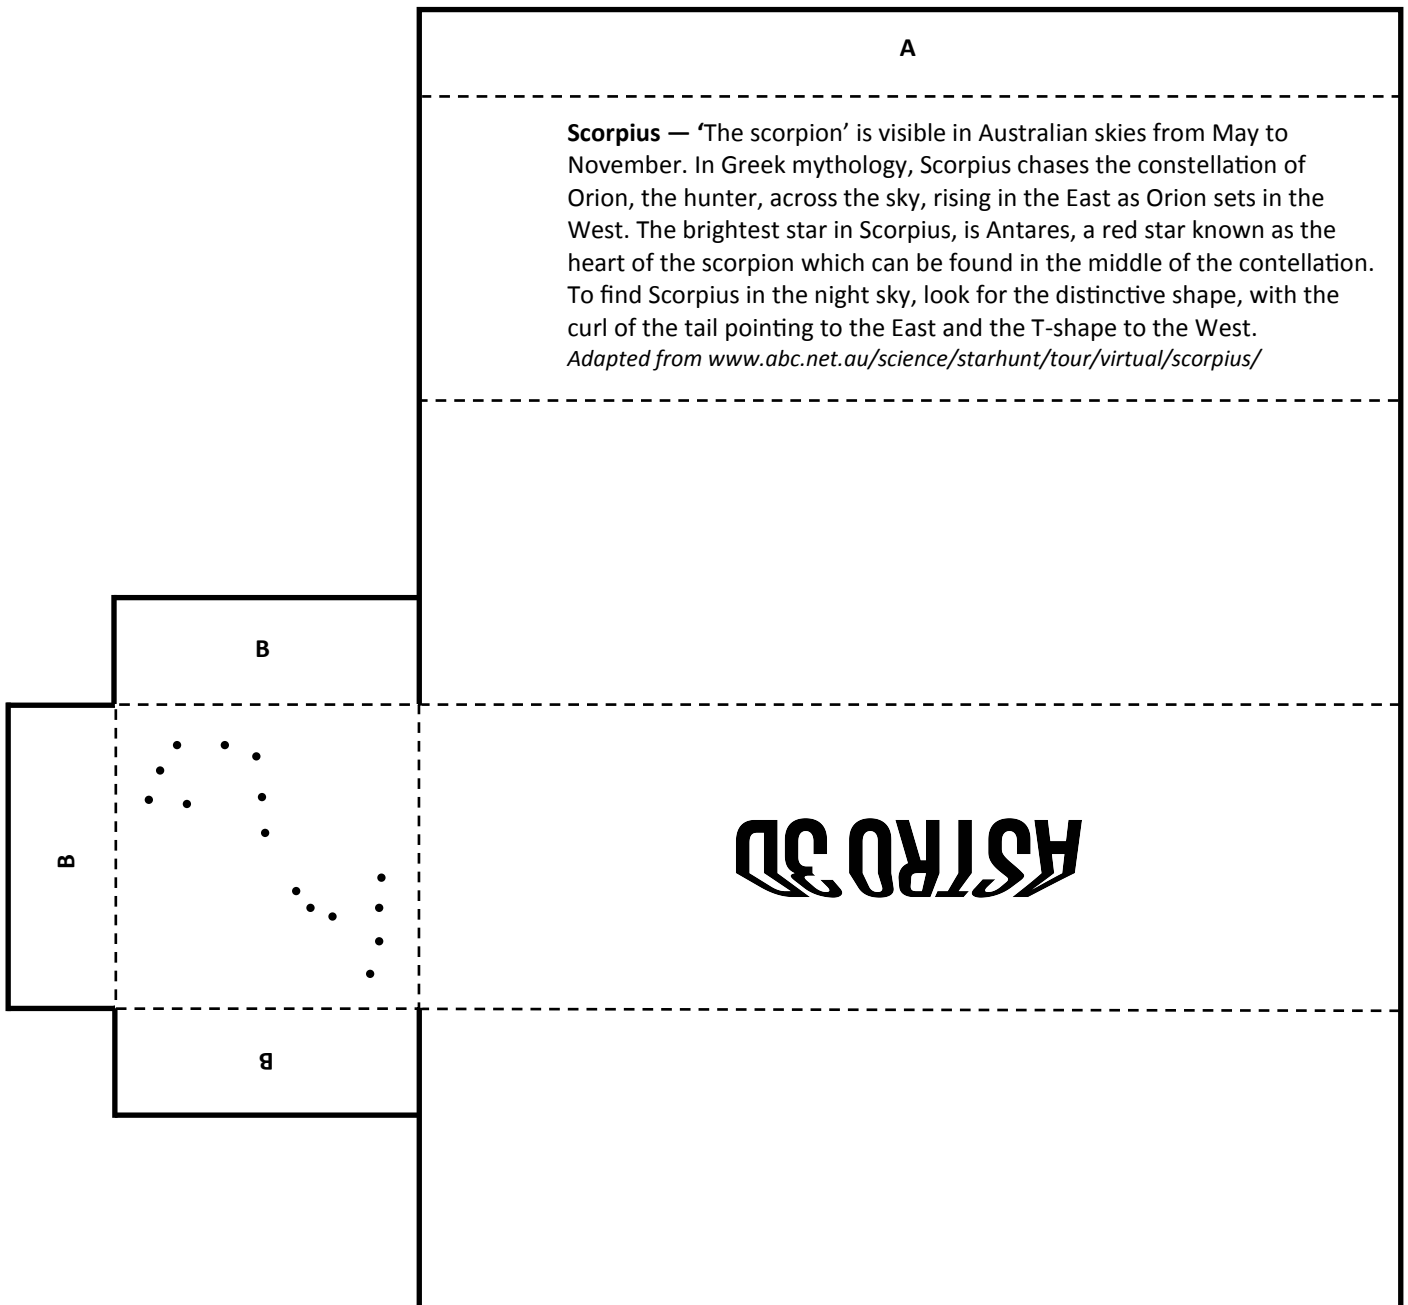 A
Scorpius — ‘The scorpion’ is visible in Australian skies from May to
November. In Greek mythology, Scorpius chases the constellation of
Orion, the hunter, across the sky, rising in the East as Orion sets in the
West. The brightest star in Scorpius, is Antares, a red star known as the
heart of the scorpion which can be found in the middle of the contellation.
To find Scorpius in the night sky, look for the distinctive shape, with the
curl of the tail pointing to the East and the T-shape to the West.
Adapted from www.abc.net.au/science/starhunt/tour/virtual/scorpius/
B
B
ASTRO 3D
B